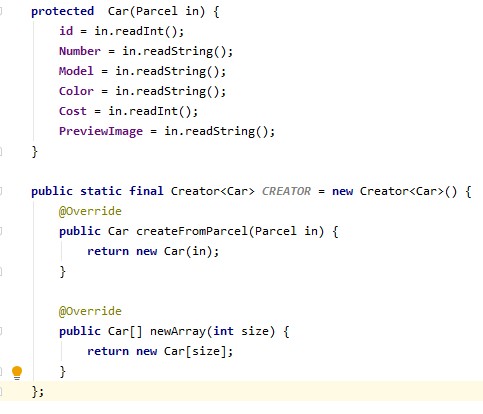 protected  Car(Parcel in) {
    id = in.readInt();
    Number = in.readString();
    Model = in.readString();
    Color = in.readString();
    Cost = in.readInt();
    PreviewImage = in.readString();
}

public static final Creator<Car> CREATOR = new Creator<Car>() {
    @Override
    public Car createFromParcel(Parcel in) {
        return new Car(in);
    }

    @Override
    public Car[] newArray(int size) {
        return new Car[size];
    }
};